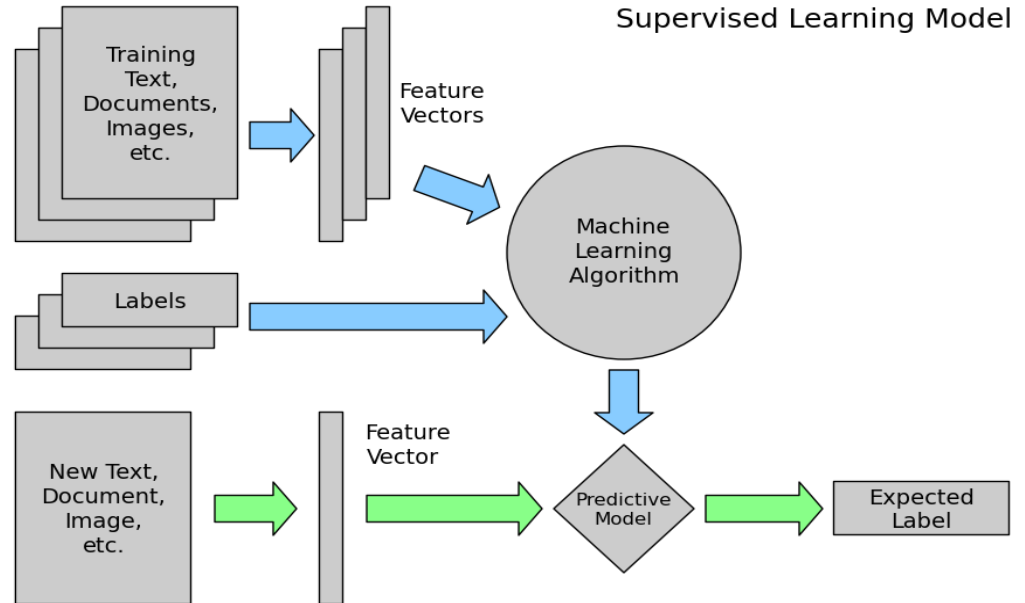 Supervised Learning Model
Training
Text,
Documents,
Images,
etc.
Feature
Vectors
Machine
Learning
Algorithm
Labels
Feature
Vector
New Text,
Document,
Image,
etc.
Predictive
Model
Expected
Label